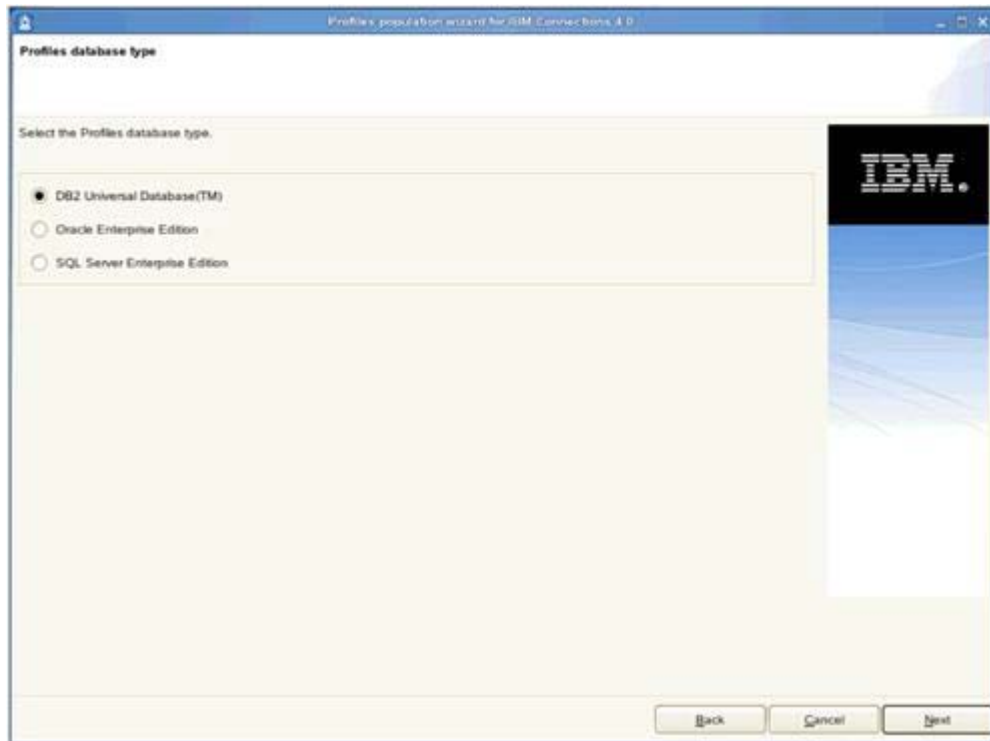 Profiles population wizard for IBM Connections 4.0
Profiles database type
Select the Profiles database type.
IBM.
DB2 Universal Database(TM)
Oracle Enterprise Edition
SQL Server Enterprise Edition
Back
Cancel
Next